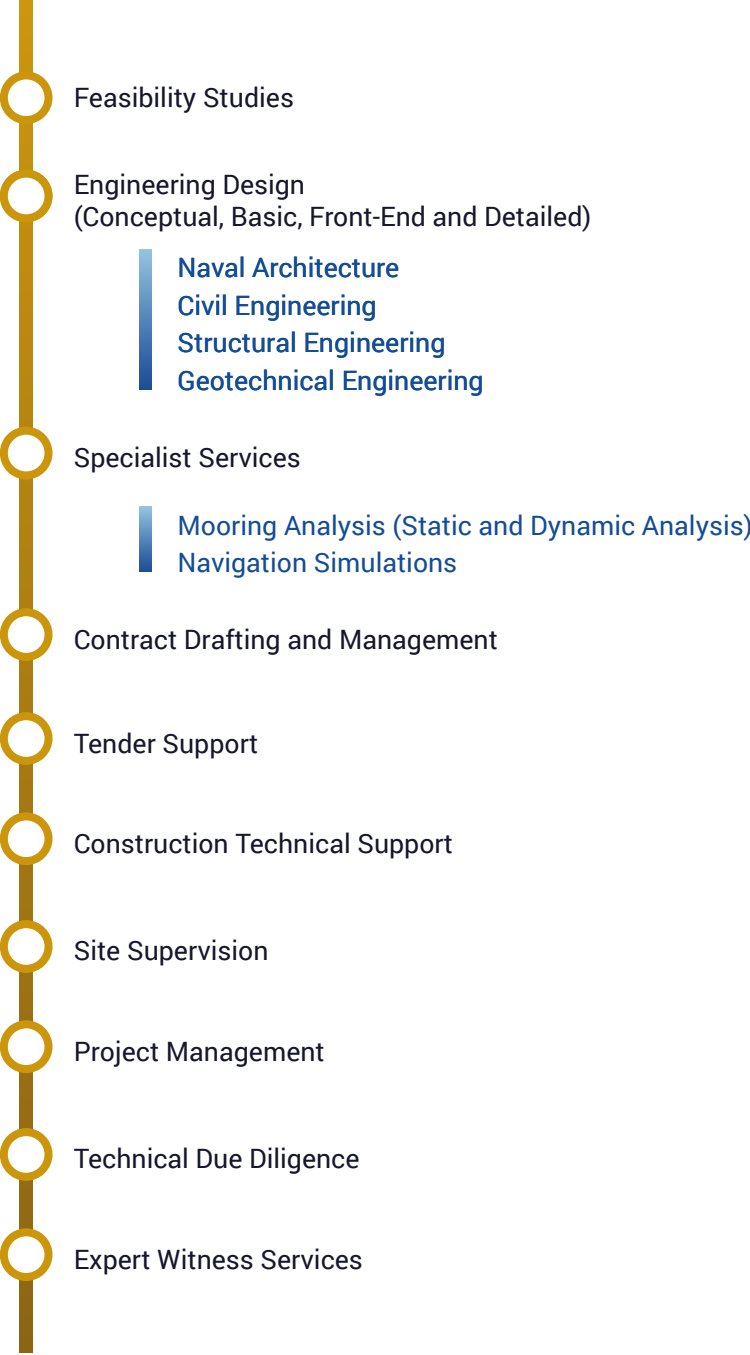 Feasibility Studies
Engineering Design
(Conceptual, Basic, Front-End and Detailed)
Naval Architecture
Civil Engineering
Structural Engineering
Geotechnical Engineering
Specialist Services
Mooring Analysis (Static and Dynamic Analysis)
Navigation Simulations
Contract Drafting and Management
Tender Support
Construction Technical Support
Site Supervision
Project Management
Technical Due Diligence
Expert Witness Services